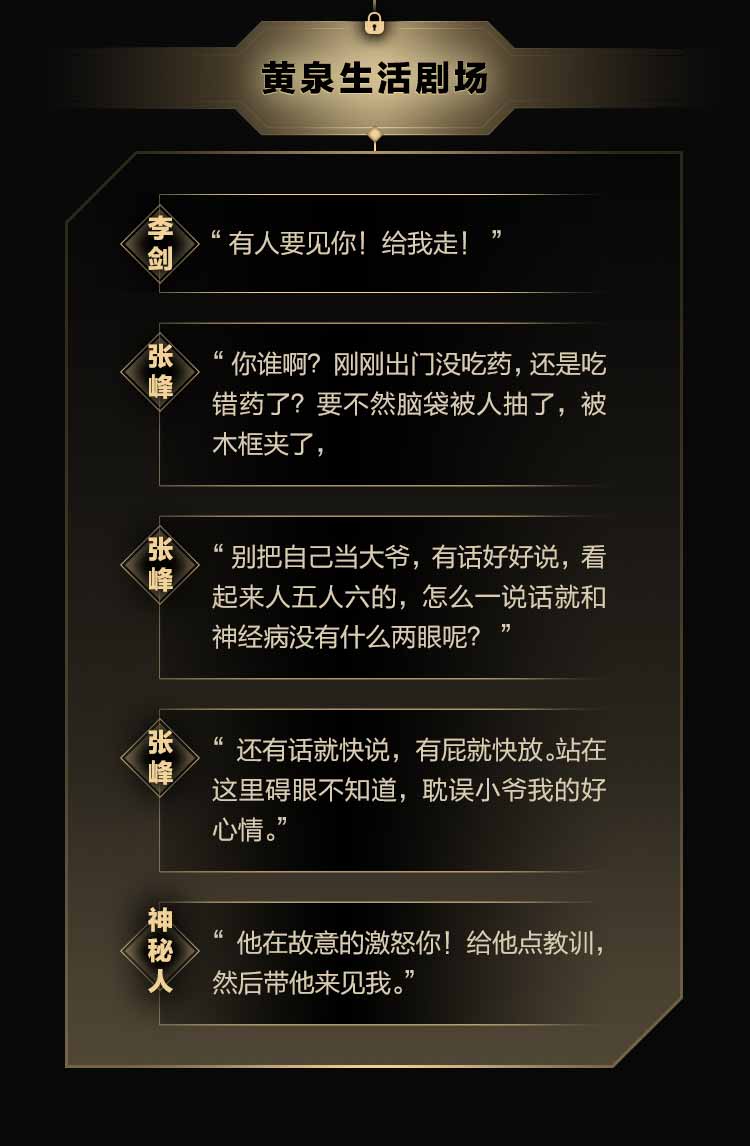 黄泉生活剧场
李剑
“有人要见你！给我走！”
张峰
“你谁啊？刚刚出门没吃药，还是吃
错药了？要不然脑袋被人抽了，被
木框夹了，
张峰
“别把自己当大爷，有话好好说，看
起来人五人六的，怎么一说话就和
神经病没有什么两眼呢？”
张峰
“还有话就快说，有屁就快放。站在
这里碍眼不知道，耽误小爷我的好
心情。”
神秘人
“他在故意的激怒你！给他点教训，
然后带他来见我。”